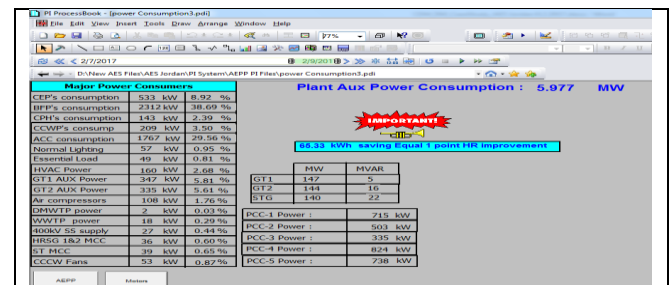 PI ProcessBook - [power Consumption3.pdi]
File Edit View Insert Tools Draw Arrange Window Help
77%
2/7/2017
2/9/2018
D:\New AES Files\AES Jordan\PI System\AEPP PI Files\power Consumption3.pdi
Major Power Consumers
Plant Aux Power Consumption : 5.977 MW
CEP's consumption 533 kW 8.92 %
BFP's consumption 2312 kW 38.69 %
CPH's consumption 143 kW 2.39 %
CCWP's consump 209 kW 3.50 %
ACC consumption 1767 kW 29.56 %
Normal Lighting 57 kW 0.95 %
Essential Load 49 kW 0.81 %
HVAC Power 160 kW 2.68 %
GT1 AUX Power 347 kW 5.81 %
GT2 AUX Power 335 kW 5.61 %
Air compressors 108 kW 1.76 %
DMWTP power 2 kW 0.03 %
WWTP power 18 kW 0.29 %
400kV SS supply 27 kW 0.44 %
HRSG 1&2 MCC 36 kW 0.60 %
ST MCC 39 kW 0.65 %
CCCW Fans 53 kW 0.87 %
IMPORTANT!
65.33 kWh saving Equal 1 point HR improvement
MW MVAR
GT1 147 5
GT2 144 16
STG 140 22
PCC-1 Power : 715 kW
PCC-2 Power : 503 kW
PCC-3 Power : 335 kW
PCC-4 Power : 824 kW
PCC-5 Power : 738 kW
AEPP Meters